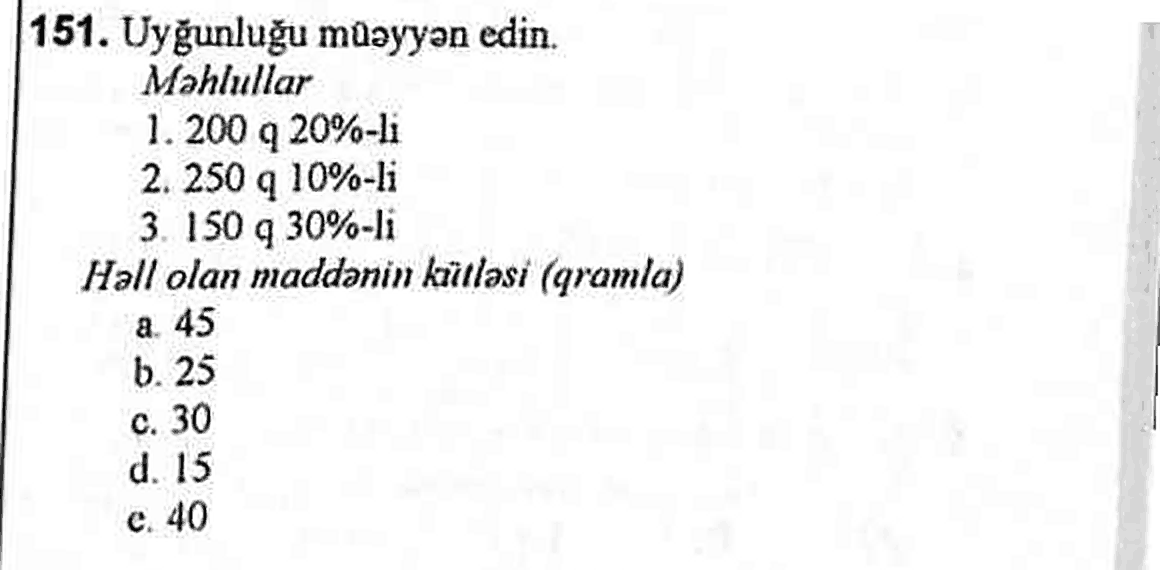 151. Uyğunluğu müəyyən edin.
Məhlullar
1. 200 q 20%-li
2. 250 q 10%-li
3. 150 q 30%-li
Həll olan maddənin kütləsi (qramla)
a. 45
b. 25
c. 30
d. 15
e. 40